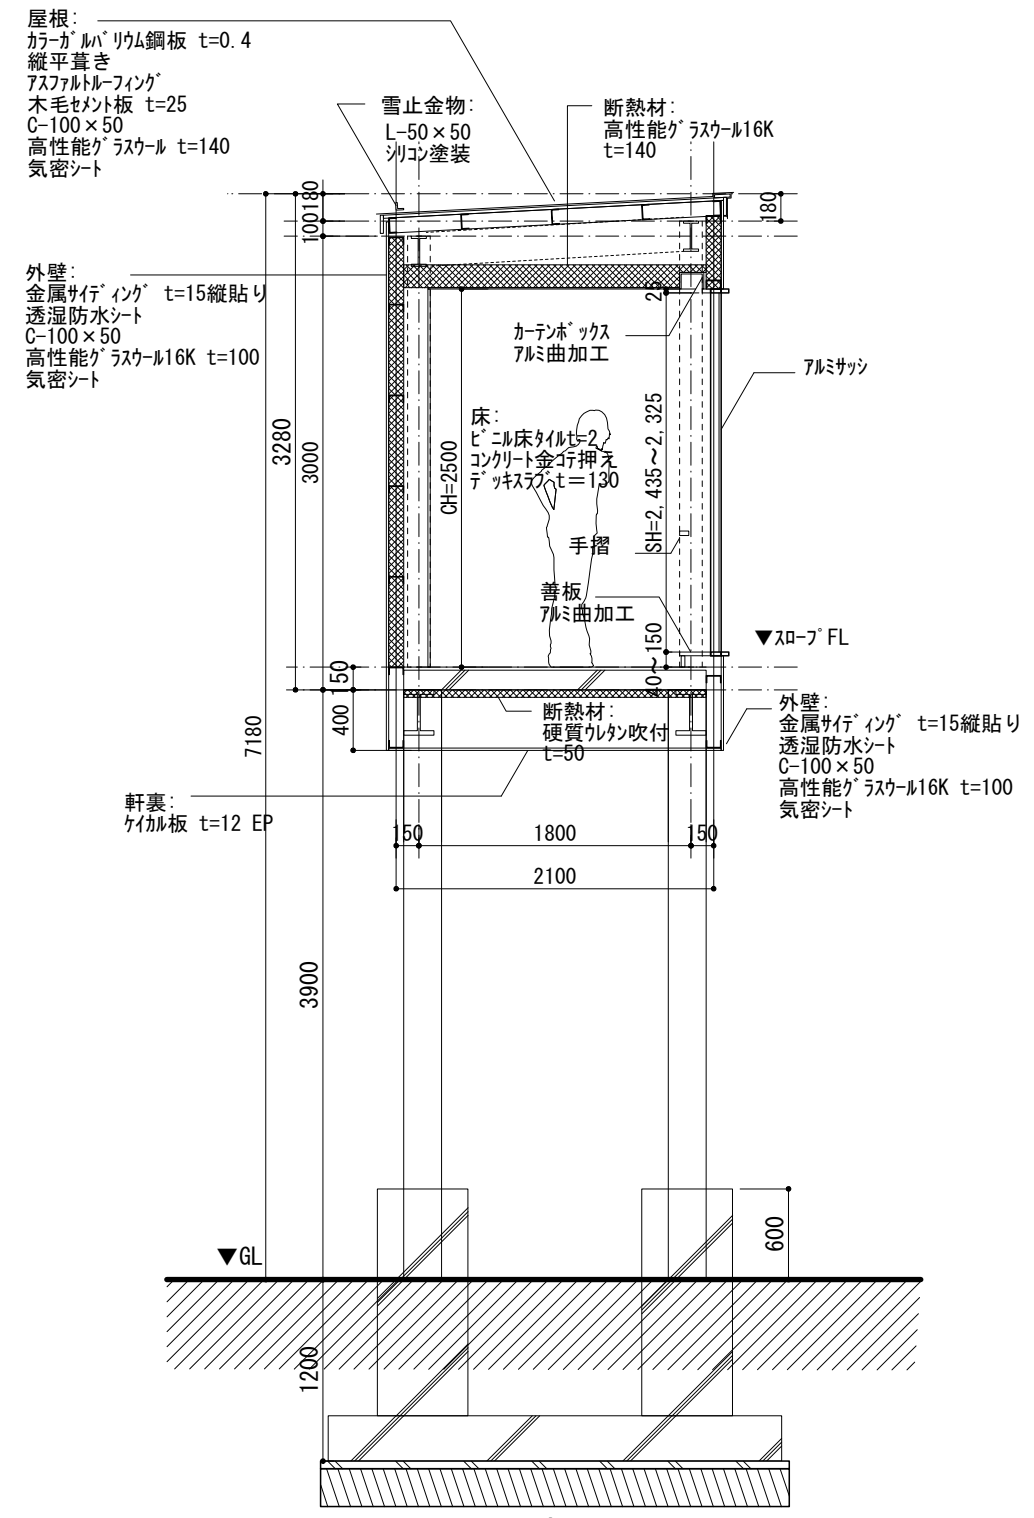 屋根:
ｶﾗｰｶﾞﾙﾊﾞﾘｳﾑ鋼板 t=0.4
縦平葺き
ｱｽﾌｧﾙﾄﾙｰﾌｨﾝｸﾞ
木毛ｾﾒﾝﾄ板 t=25
C-100×50
高性能ｸﾞﾗｽｳｰﾙ t=140
気密ｼｰﾄ
雪止金物:
L-50×50
ｼﾘｺﾝ塗装
断熱材:
高性能ｸﾞﾗｽｳｰﾙ16K
t=140
180
100
180
外壁:
金属ｻｲﾃﾞｨﾝｸﾞ t=15縦貼り
透湿防水ｼｰﾄ
C-100×50
高性能ｸﾞﾗｽｳｰﾙ16K t=100
気密ｼｰﾄ
25
ｶｰﾃﾝﾎﾞｯｸｽ
ｱﾙﾐ曲加工
ｱﾙﾐｻｯｼ
3280
3000
CH=2500
床:
ﾋﾞﾆﾙ床ﾀｲﾙt=2
ｺﾝｸﾘｰﾄ金ｺﾃ押え
ﾃﾞｯｷｽﾗﾌﾞt＝130
SH=2,435～2,325
手摺
善板
ｱﾙﾐ曲加工
▼ｽﾛｰﾌﾟFL
40～150
150
400
7180
断熱材:
硬質ｳﾚﾀﾝ吹付
t=50
外壁:
金属ｻｲﾃﾞｨﾝｸﾞ t=15縦貼り
透湿防水ｼｰﾄ
C-100×50
高性能ｸﾞﾗｽｳｰﾙ16K t=100
気密ｼｰﾄ
軒裏:
ｹｲｶﾙ板 t=12 EP
150
1800
150
2100
3900
600
▼GL
1200